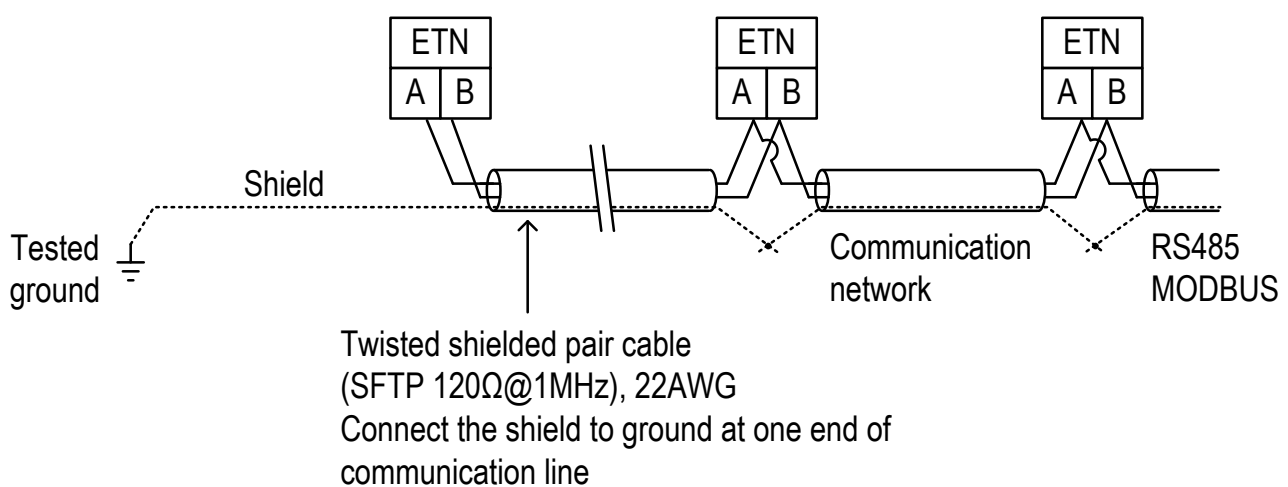 ETN ETN ETN
A B A B A B
Shield
Tested
ground
Communication
network
RS485
MODBUS
Twisted shielded pair cable
(SFTP 120Ω@1MHz), 22AWG
Connect the shield to ground at one end of
communication line